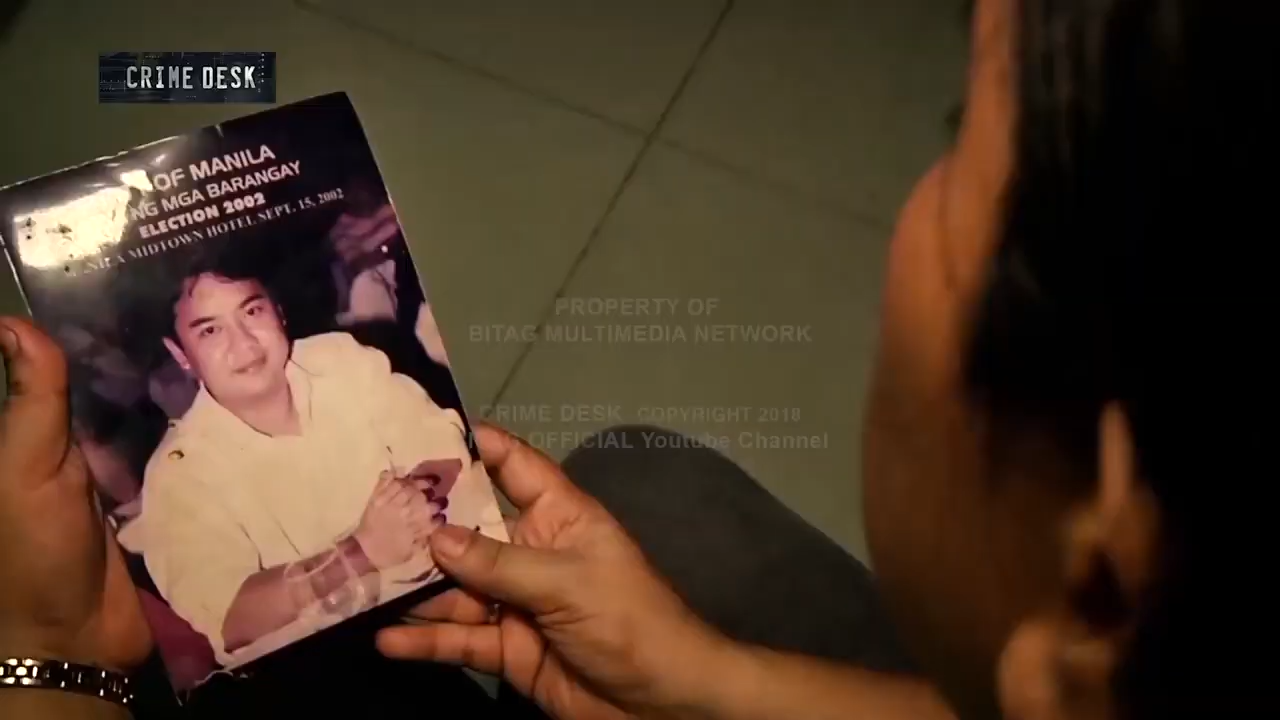 CRIME DESK
OF MANILA
NG MGA BARANGAY
ELECTION 2002
MIDTOWN HOTEL SEPT. 15, 2002
PROPERTY OF
BITAG MULTIMEDIA NETWORK
CRIME DESK COPYRIGHT 2018
OFFICIAL Youtube Channel